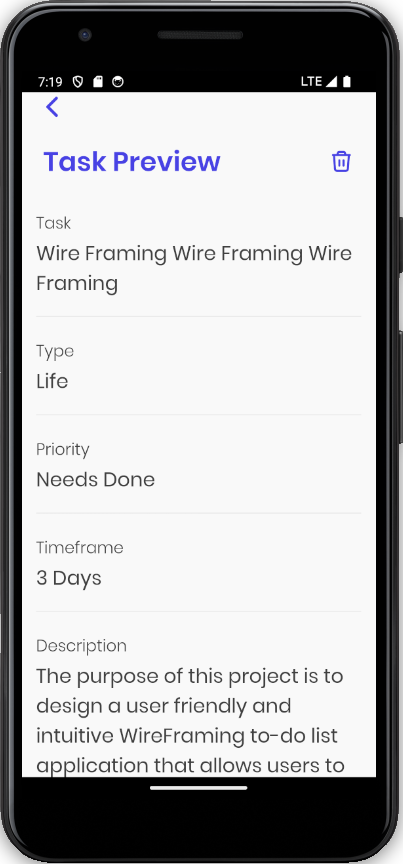 7:19
LTE
Task Preview
Task
Wire Framing Wire Framing Wire
Framing
Type
Life
Priority
Needs Done
Timeframe
3 Days
Description
The purpose of this project is to
design a user friendly and
intuitive WireFraming to-do list
application that allows users to